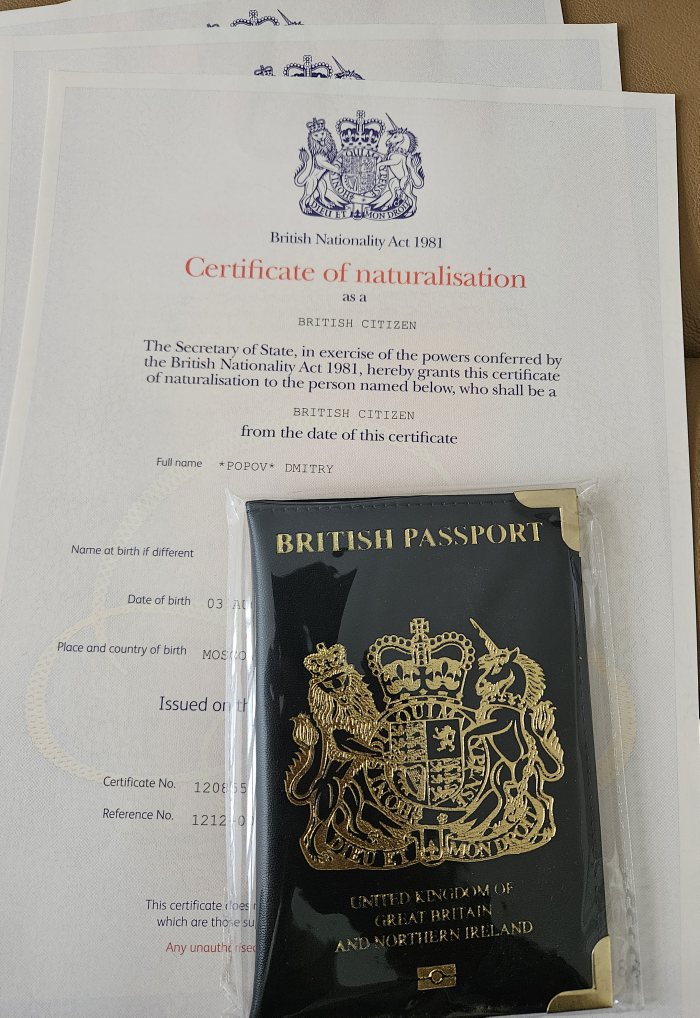 DIEU ET MON DROIT
British Nationality Act 1981
Certificate of naturalisation
as a
BRITISH CITIZEN
The Secretary of State, in exercise of the powers conferred by
the British Nationality Act 1981, hereby grants this certificate
of naturalisation to the person named below, who shall be a
BRITISH CITIZEN
from the date of this certificate
Full name *POPOV* DMITRY
Name at birth if different
Date of birth 03
Place and country of birth
Issued on
Certificate No.
Reference No.
This certificate
which are those
Any
BRITISH PASSPORT
DIEU ET MON DROIT
UNITED KINGDOM OF
GREAT BRITAIN
AND NORTHERN IRELAND